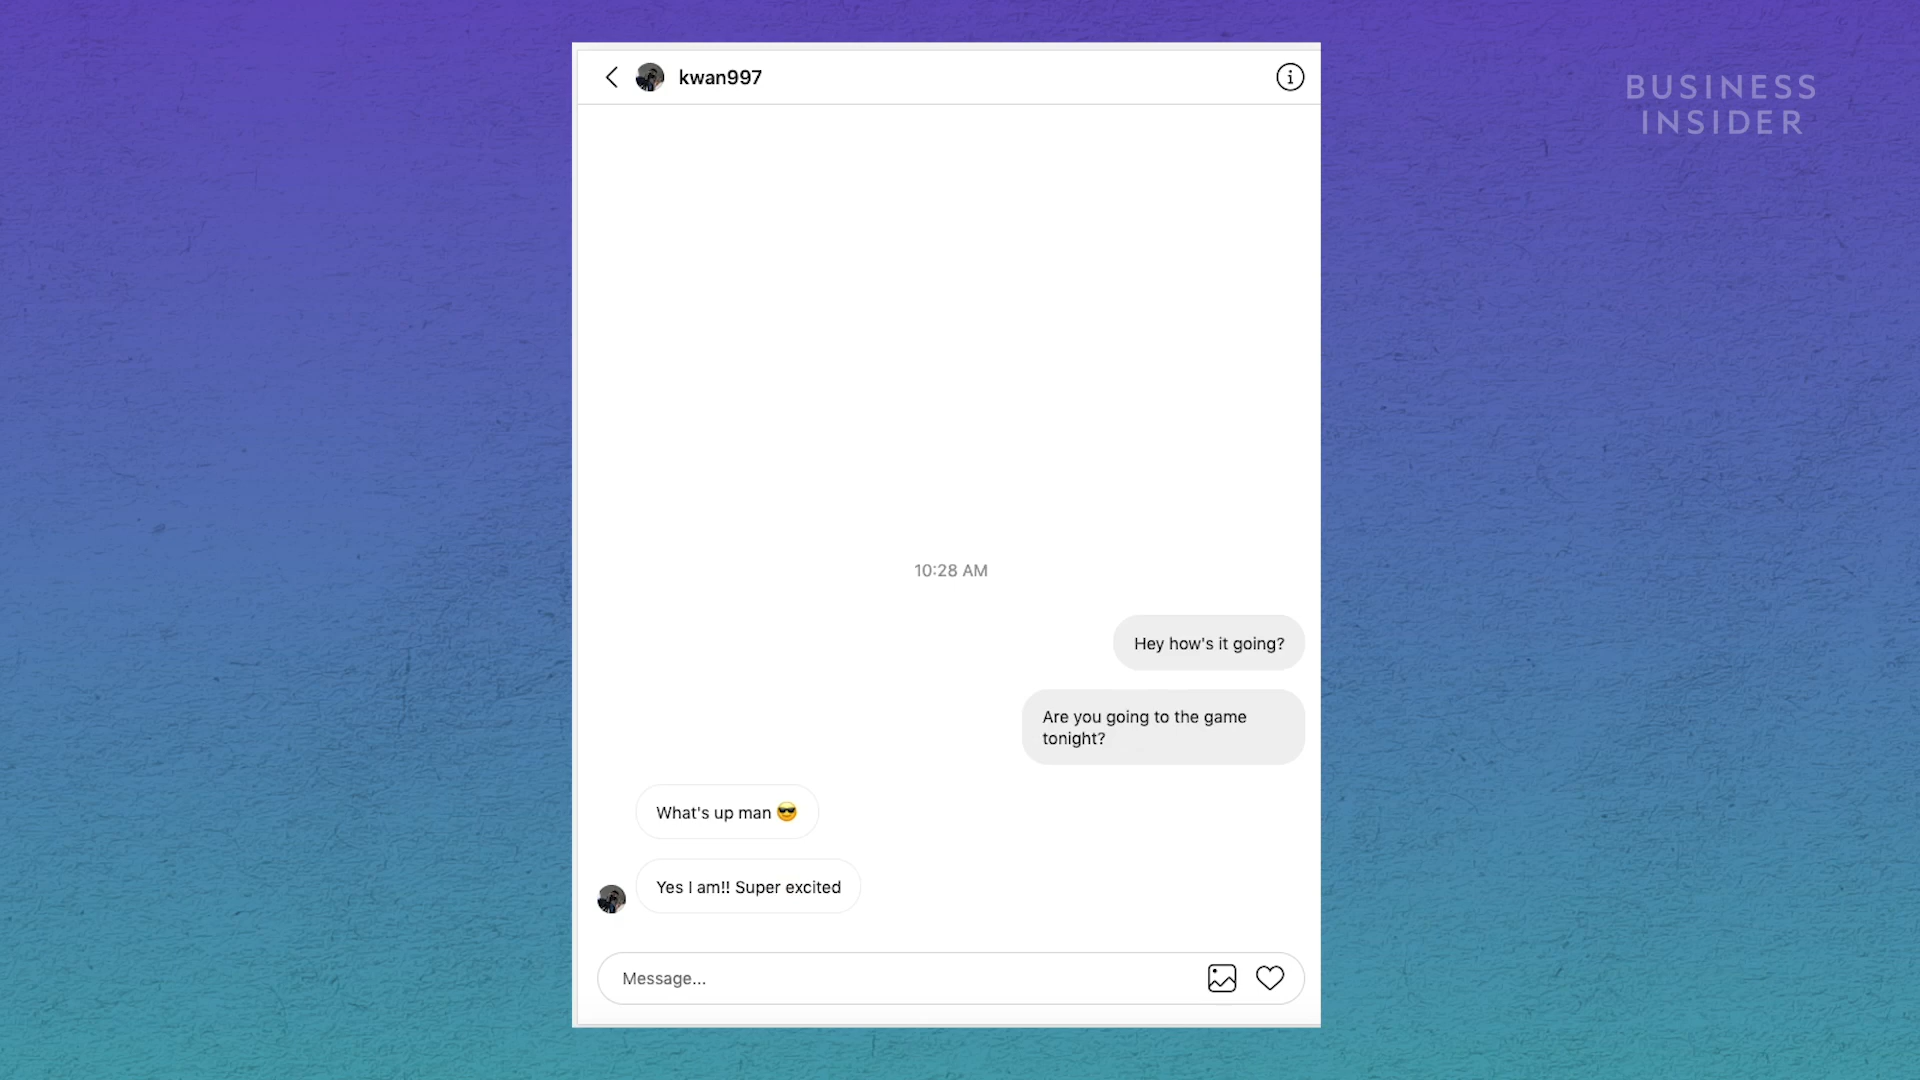 kwan997
BUSINESS
INSIDER
10:28 AM
Hey how's it going?
Are you going to the game
tonight?
What's up man 😎
Yes I am!! Super excited
Message...